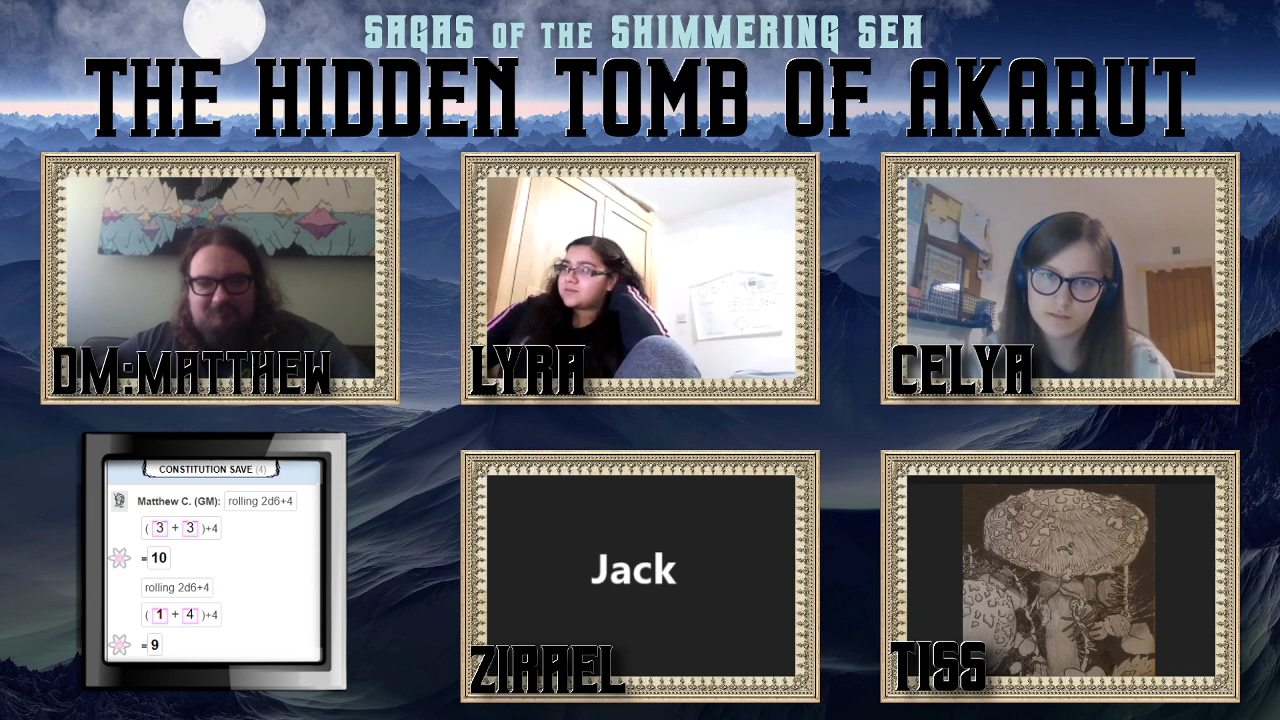 SAGAS OF THE SHIMMERING SEA
THE HIDDEN TOMB OF AKARUT
DM:MATTHEW
LYRA
CELYA
CONSTITUTION SAVE (4)
Matthew C. (GM): rolling 2d6+4
( 3 + 3 )+4
= 10
rolling 2d6+4
( 1 + 4 )+4
= 9
Jack
ZIRAEL
TISS